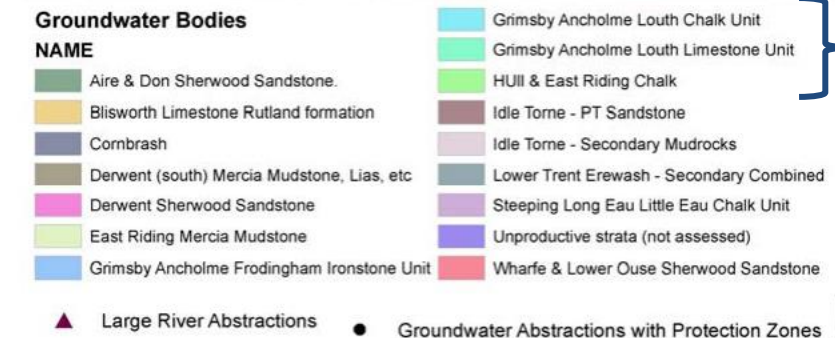 Groundwater Bodies
NAME
Aire & Don Sherwood Sandstone.
Blisworth Limestone Rutland formation
Cornbrash
Derwent (south) Mercia Mudstone, Lias, etc
Derwent Sherwood Sandstone
East Riding Mercia Mudstone
Grimsby Ancholme Frodingham Ironstone Unit
Grimsby Ancholme Louth Chalk Unit
Grimsby Ancholme Louth Limestone Unit
HUll & East Riding Chalk
Idle Torne - PT Sandstone
Idle Torne - Secondary Mudrocks
Lower Trent Erewash - Secondary Combined
Steeping Long Eau Little Eau Chalk Unit
Unproductive strata (not assessed)
Wharfe & Lower Ouse Sherwood Sandstone
Large River Abstractions
Groundwater Abstractions with Protection Zones